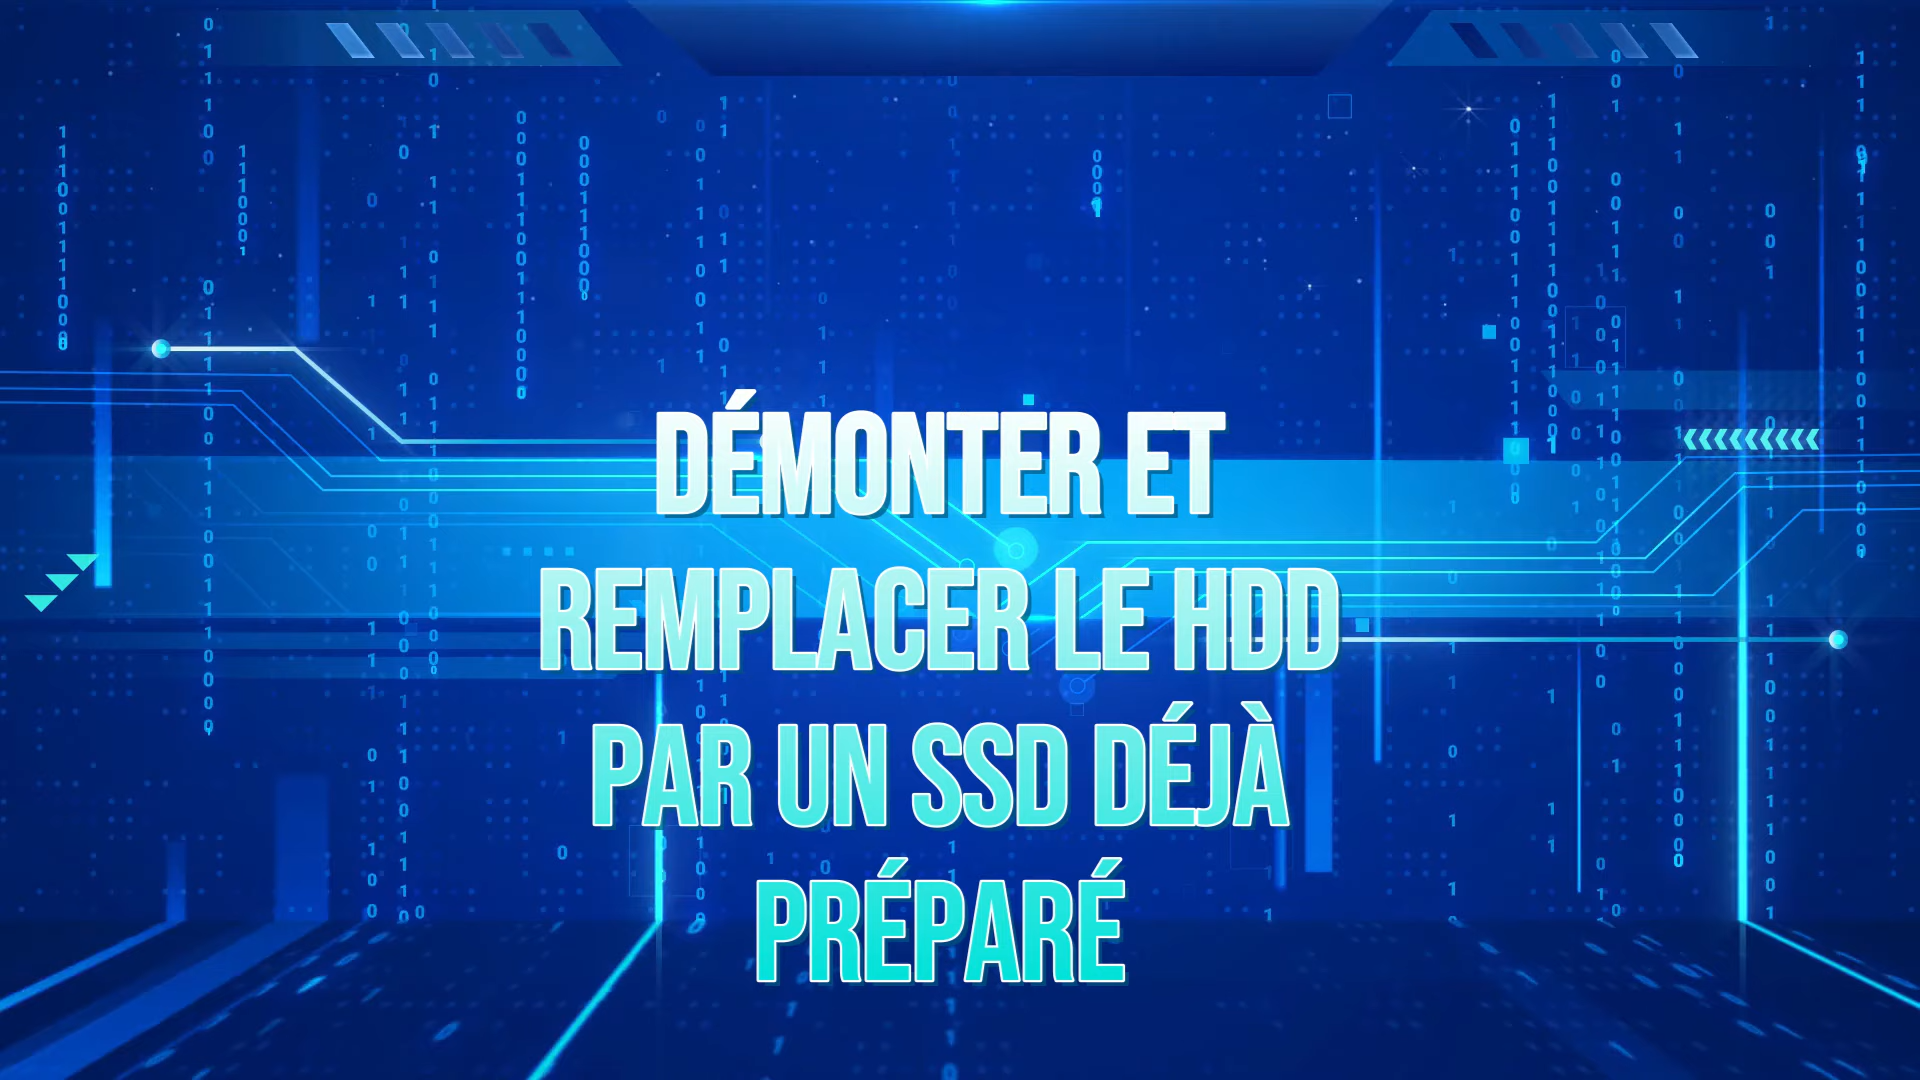 DÉMONTER ET
REMPLACER LE HDD
PAR UN SSD DÉJÀ
PRÉPARÉ